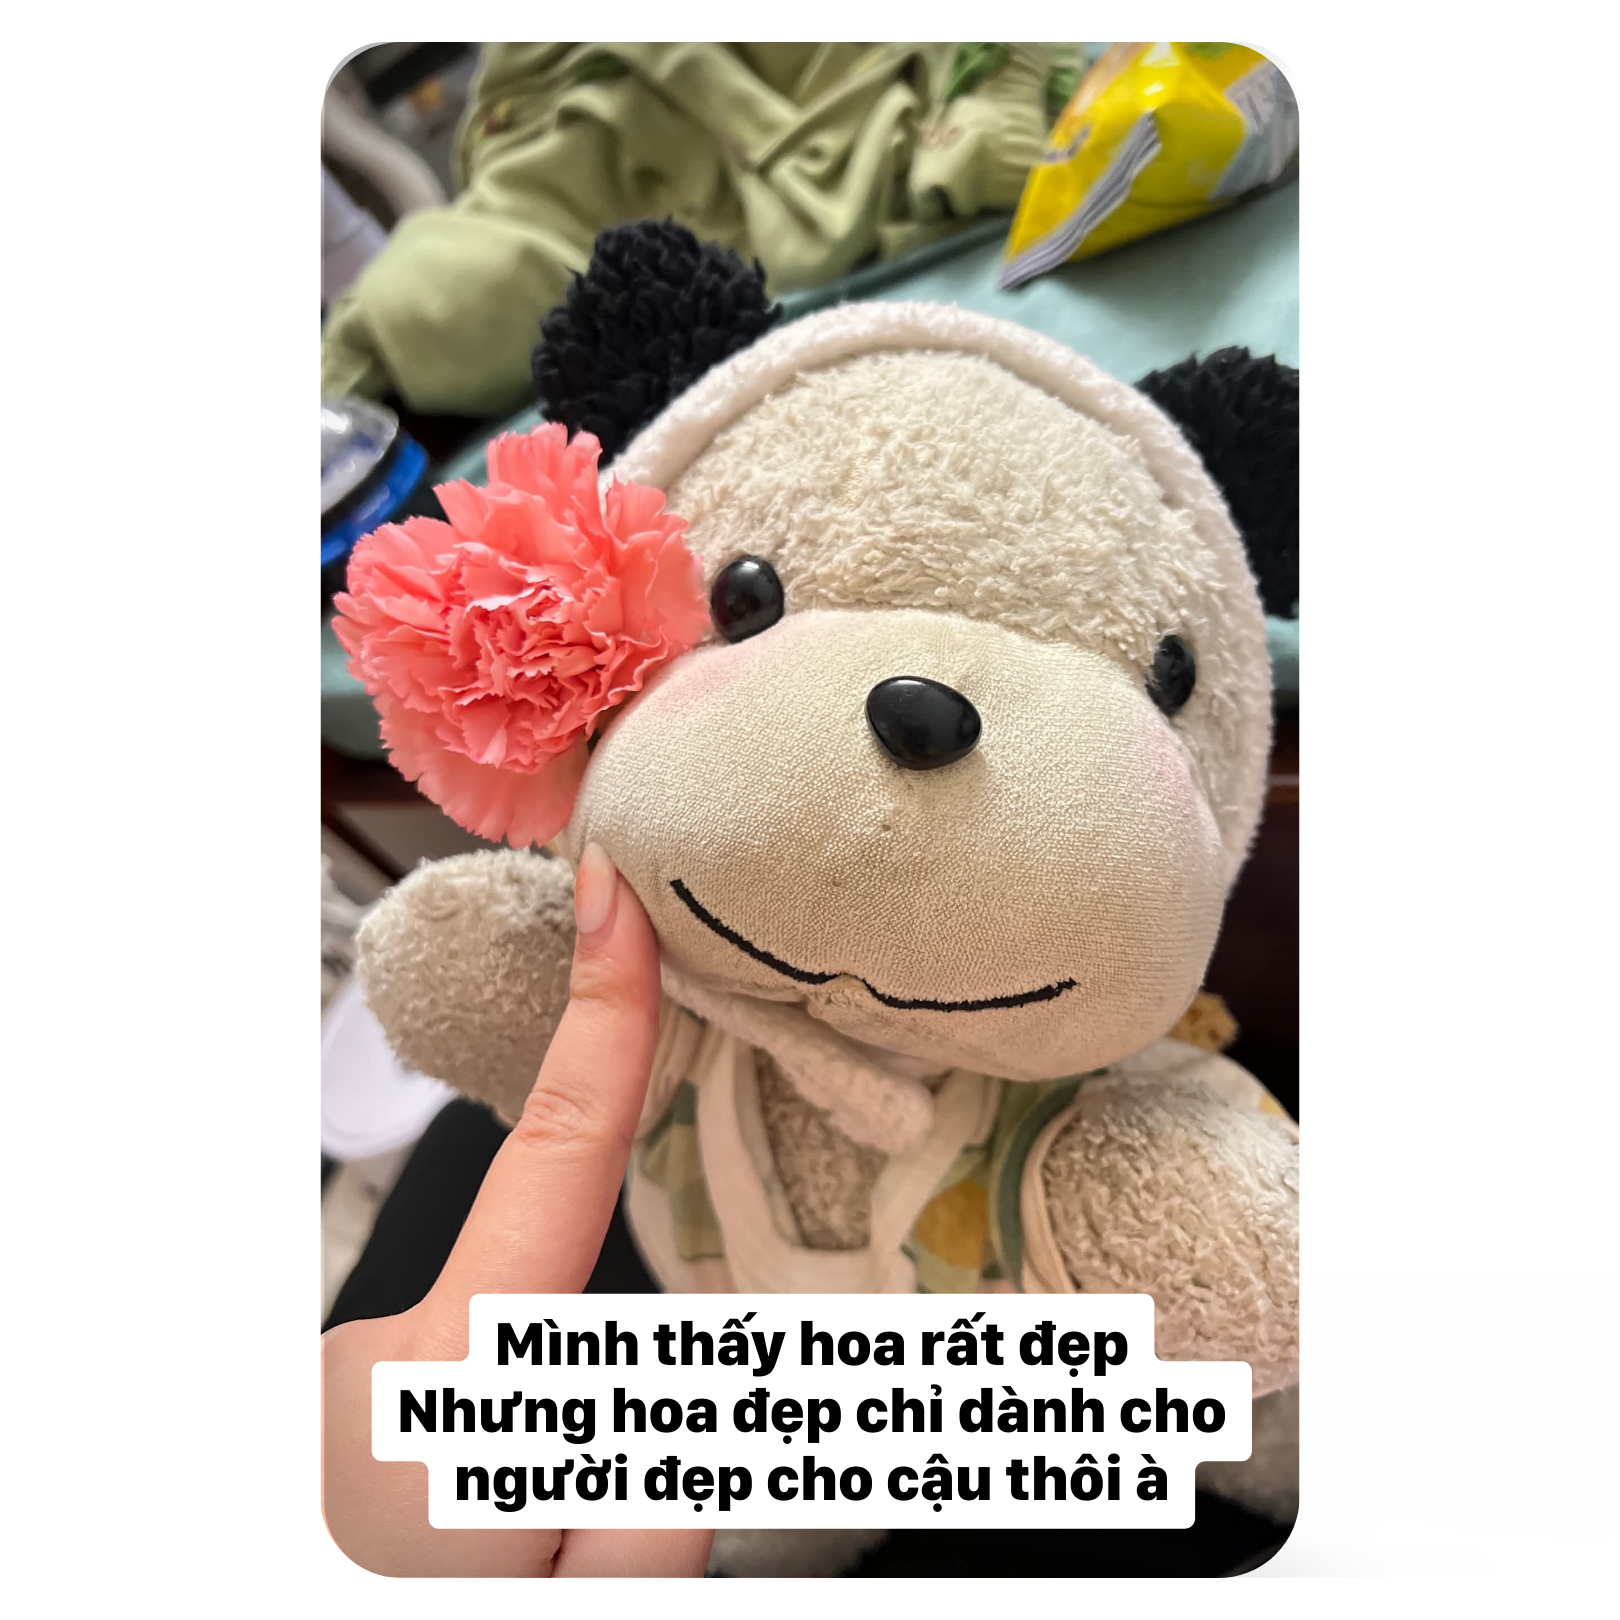 Mình thấy hoa rất đẹp
Nhưng hoa đẹp chỉ dành cho
người đẹp cho cậu thôi à